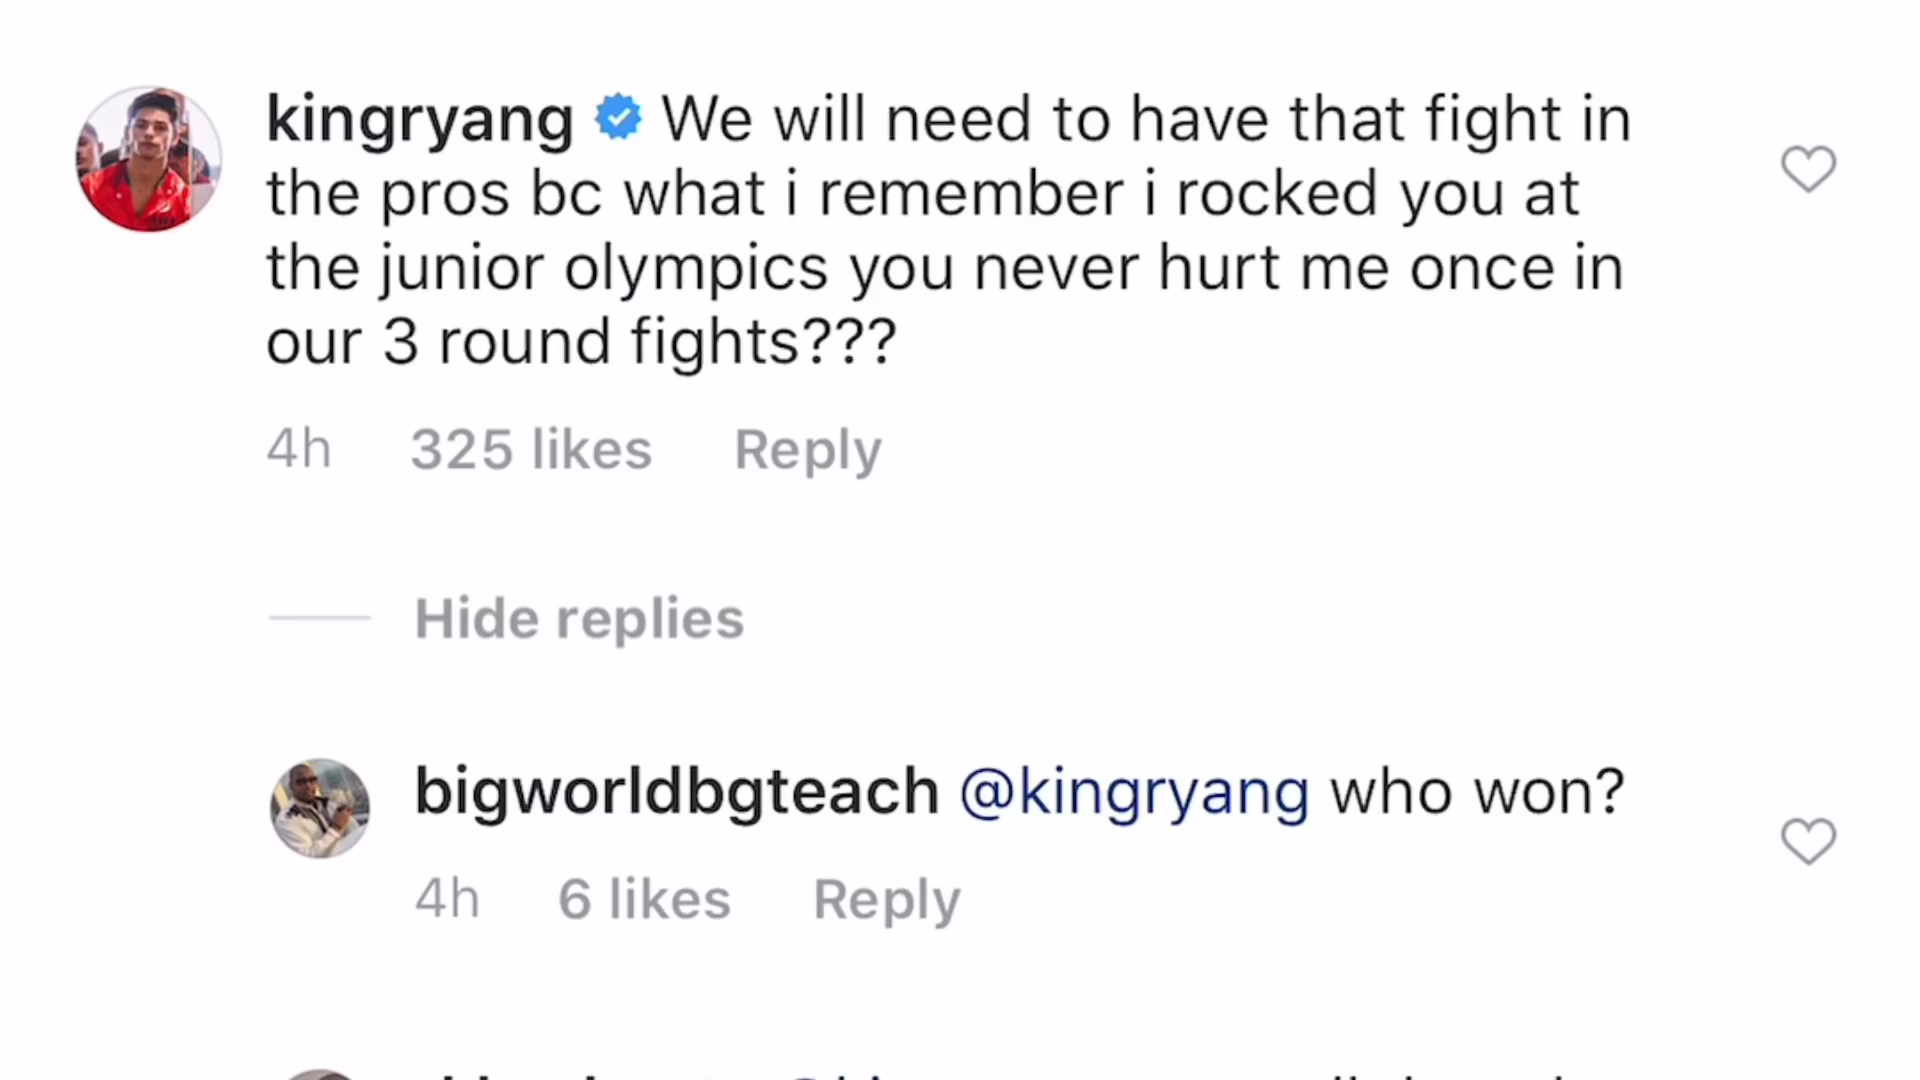 kingryang We will need to have that fight in
the pros bc what i remember i rocked you at
the junior olympics you never hurt me once in
our 3 round fights???
4h 325 likes Reply
Hide replies
bigworldbgteach @kingryang who won?
4h 6 likes Reply